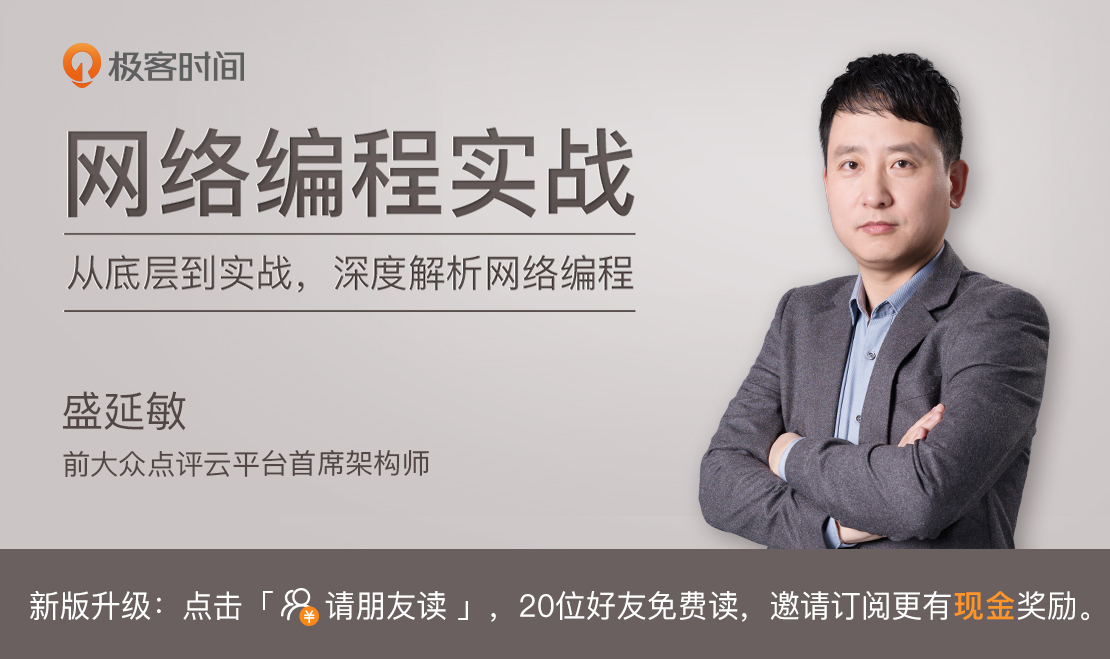 极客时间
网络编程实战
从底层到实战，深度解析网络编程
盛延敏
前大众点评云平台首席架构师
新版升级：点击「 ¥ 请朋友读 」，20位好友免费读，邀请订阅更有现金奖励。